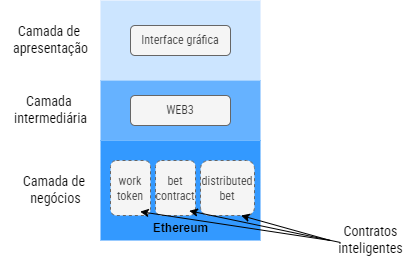 Camada de
apresentação
Interface gráfica
Camada
intermediária
WEB3
Camada de
negócios
work
token
bet
contract
distributed
bet
Ethereum
Contratos
inteligentes